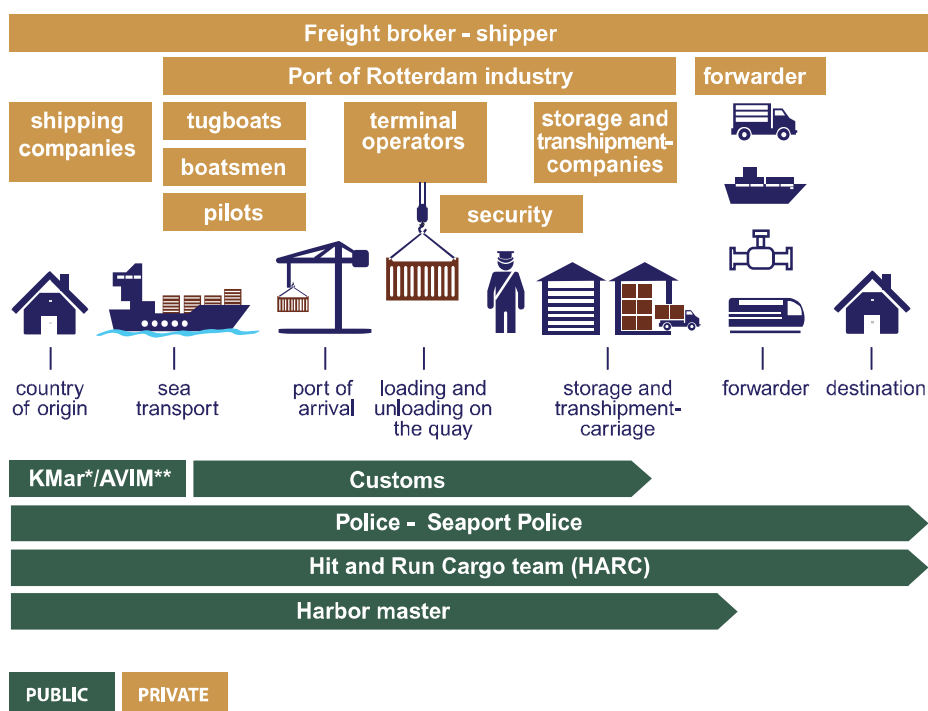 Freight broker - shipper
Port of Rotterdam industry
forwarder
shipping
companies
tugboats
boatsmen
pilots
terminal
operators
storage and
transhipment-
companies
security
country
of origin
sea
transport
port of
arrival
loading and
unloading on
the quay
storage and
transhipment-
carriage
forwarder
destination
KMar*/AVIM**
Customs
Police - Seaport Police
Hit and Run Cargo team (HARC)
Harbor master
PUBLIC
PRIVATE